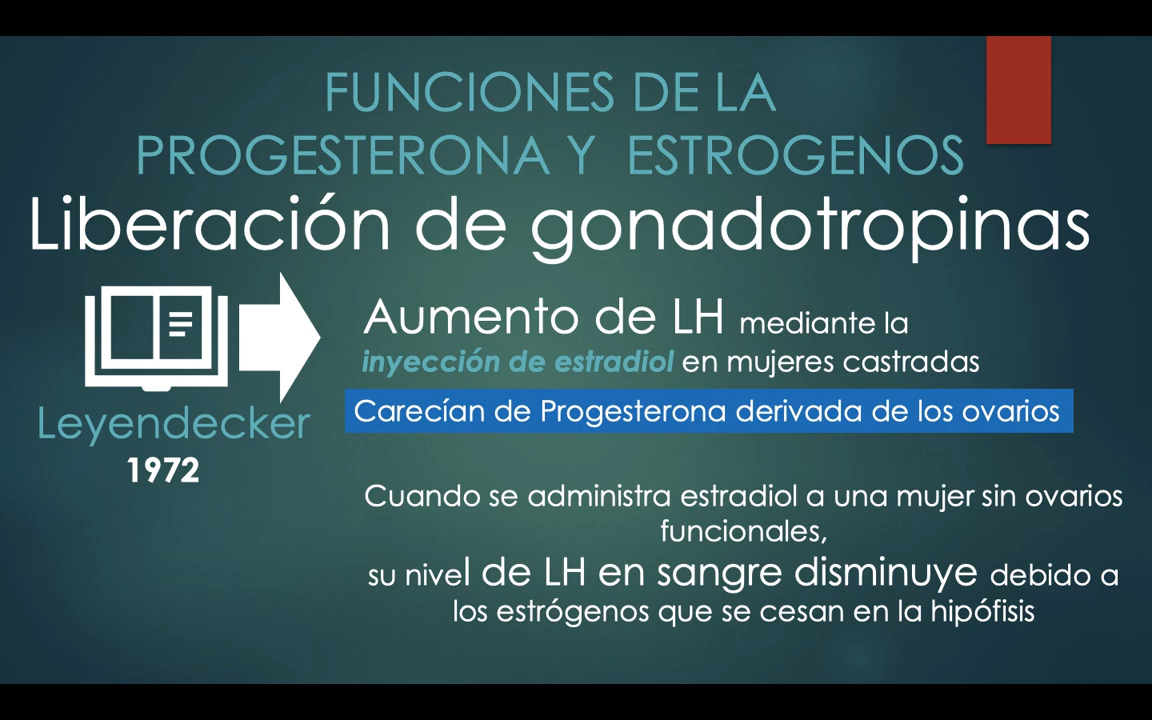 FUNCIONES DE LA
PROGESTERONA Y ESTROGENOS
Liberación de gonadotropinas
Aumento de LH mediante la
inyección de estradiol en mujeres castradas
Carecían de Progesterona derivada de los ovarios
Leyendecker
1972
Cuando se administra estradiol a una mujer sin ovarios
funcionales,
su nivel de LH en sangre disminuye debido a
los estrógenos que se cesan en la hipófisis